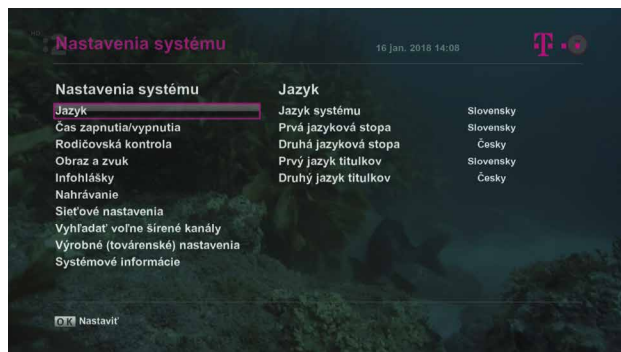 Nastavenia systému
16 jan. 2018 14:08
T
Nastavenia systému
Jazyk
Čas zapnutia/vypnutia
Rodičovská kontrola
Obraz a zvuk
Infohlášky
Nahrávanie
Sieťové nastavenia
Vyhľadať voľne šírené kanály
Výrobné (továrenské) nastavenia
Systémové informácie
Jazyk
Jazyk systému Slovensky
Prvá jazyková stopa Slovensky
Druhá jazyková stopa Česky
Prvý jazyk titulkov Slovensky
Druhý jazyk titulkov Česky
OK Nastaviť